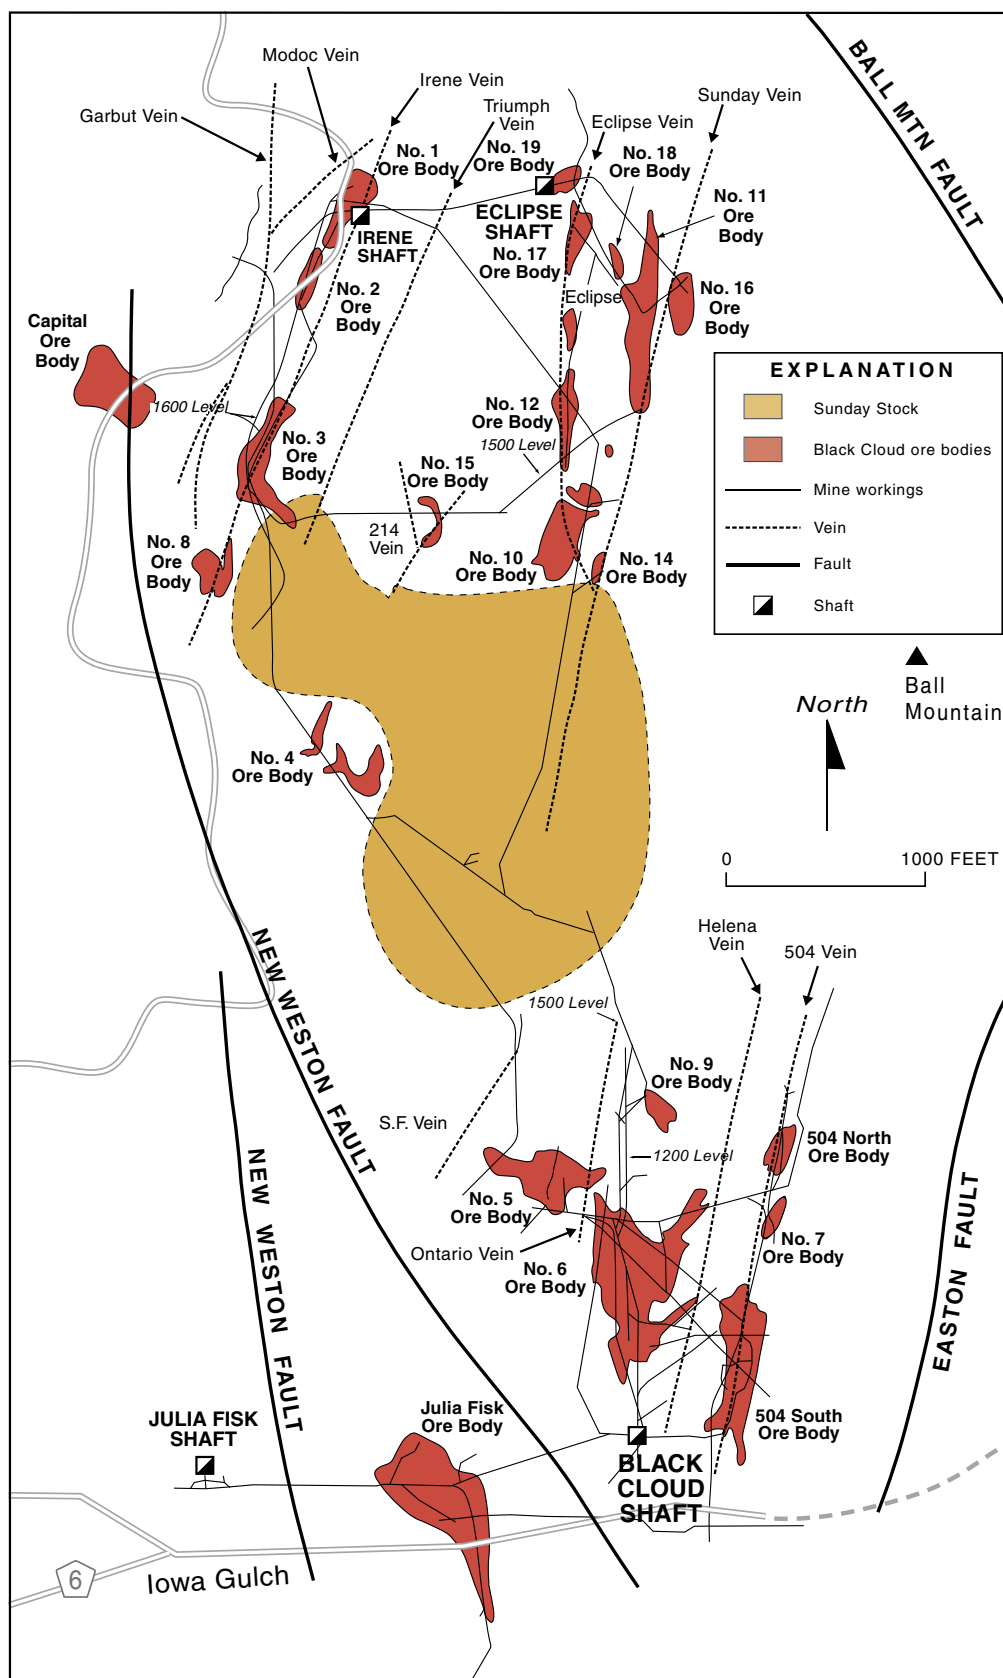 Modoc Vein
Garbut Vein
Irene Vein
Triumph
Vein
No. 1
Ore Body
No. 19
Ore Body
Eclipse Vein
Sunday Vein
No. 18
Ore Body
BALL MTN FAULT
No. 11
Ore
Body
IRENE
SHAFT
ECLIPSE
SHAFT
No. 17
Ore Body
No. 2
Ore
Body
Eclipse
No. 16
Ore
Body
Capital
Ore
Body
1600 Level
No. 3
Ore
Body
No. 12
Ore Body
1500 Level
No. 15
Ore Body
214
Vein
No. 8
Ore
Body
No. 10
Ore Body
No. 14
Ore Body
EXPLANATION
Sunday Stock
Black Cloud ore bodies
Mine workings
Vein
Fault
Shaft
Ball
Mountain
North
No. 4
Ore Body
0
1000 FEET
NEW WESTON FAULT
Helena
Vein
504 Vein
1500 Level
No. 9
Ore Body
S.F. Vein
1200 Level
504 North
Ore Body
No. 5
Ore Body
Ontario Vein
No. 6
Ore Body
No. 7
Ore Body
NEW WESTON FAULT
EASTON FAULT
JULIA FISK
SHAFT
Julia Fisk
Ore Body
504 South
Ore Body
BLACK
CLOUD
SHAFT
6
Iowa Gulch